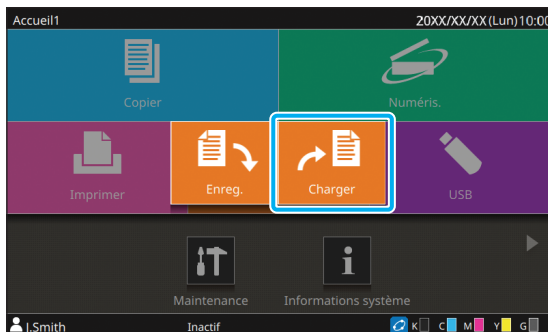 Accueil1 20XX/XX/XX(Lun)10:00
Copier Numéris.
Imprimer Enreg. Charger USB
Maintenance Informations système
J.Smith Inactif K C M Y G